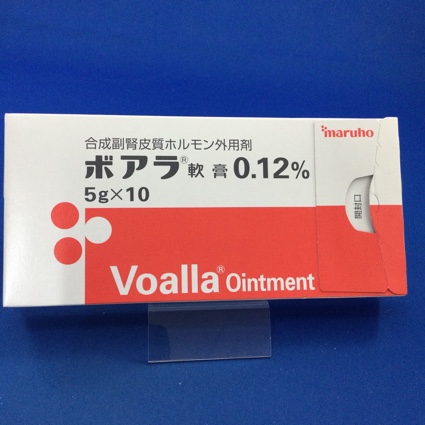 maruho
合成副腎皮質ホルモン外用剤
ボアラ® 軟膏 0.12%
5g×10
開封口
Voalla® Ointment